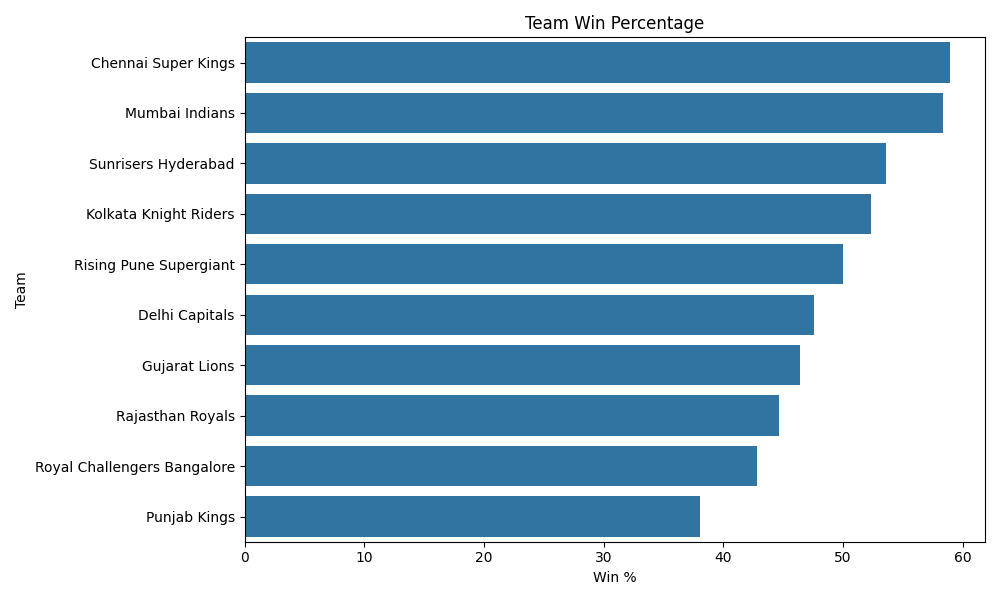 Team Win Percentage
Team
Chennai Super Kings
Mumbai Indians
Sunrisers Hyderabad
Kolkata Knight Riders
Rising Pune Supergiant
Delhi Capitals
Gujarat Lions
Rajasthan Royals
Royal Challengers Bangalore
Punjab Kings
0 10 20 30 40 50 60
Win %